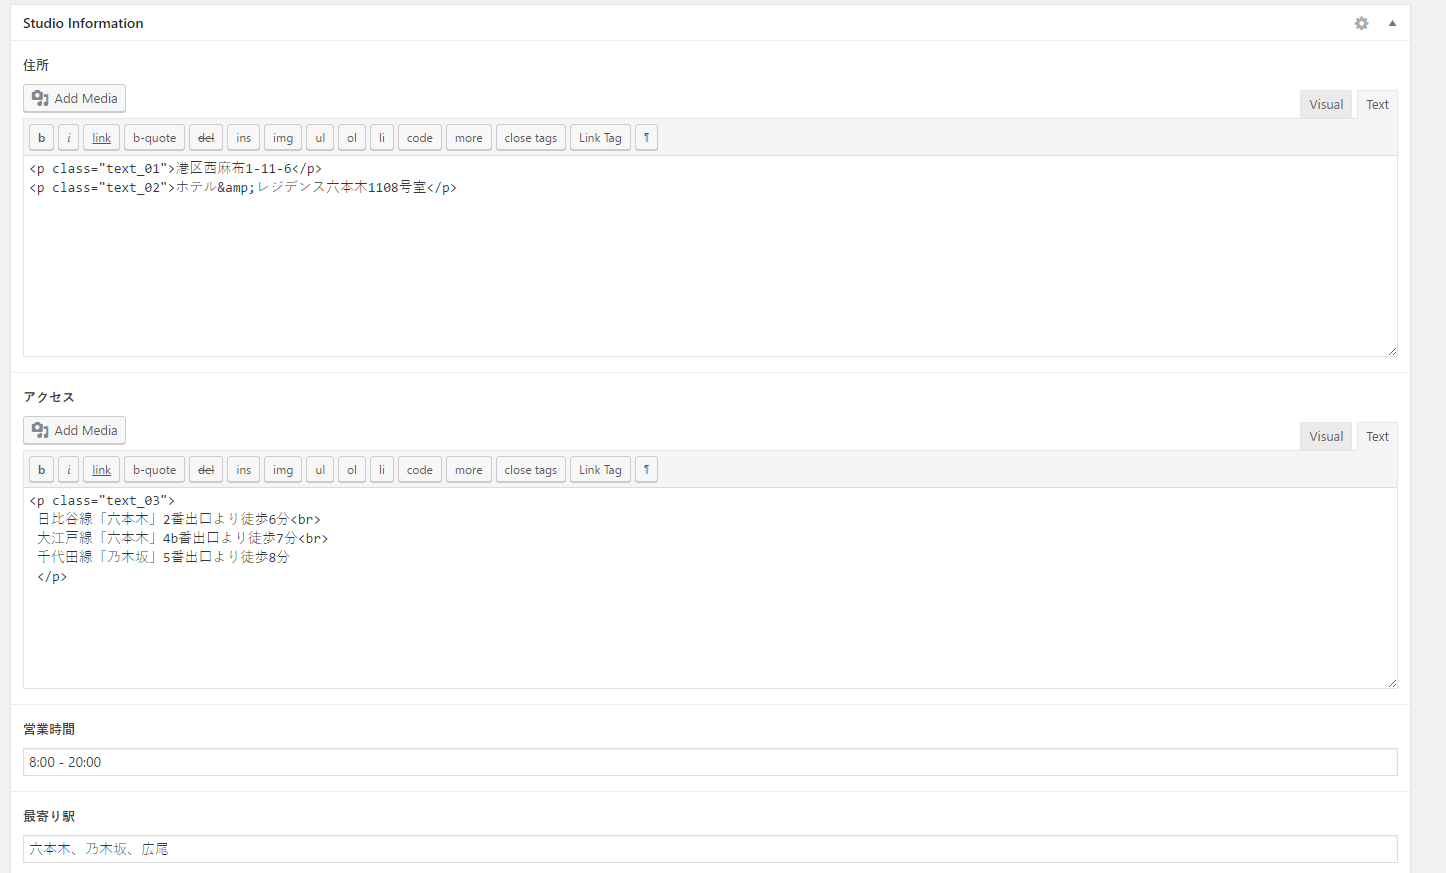 Studio Information
住所
Add Media
Visual Text
b i link b-quote del ins img ul ol li code more close tags Link Tag ¶
<p class="text_01">港区西麻布1-11-6</p>
<p class="text_02">ホテル&amp;レジデンス六本木1108号室</p>
アクセス
Add Media
Visual Text
b i link b-quote del ins img ul ol li code more close tags Link Tag ¶
<p class="text_03">
日比谷線「六本木」2番出口より徒歩6分<br>
大江戸線「六本木」4b番出口より徒歩7分<br>
千代田線「乃木坂」5番出口より徒歩8分
</p>
営業時間
8:00 - 20:00
最寄り駅
六本木、乃木坂、広尾